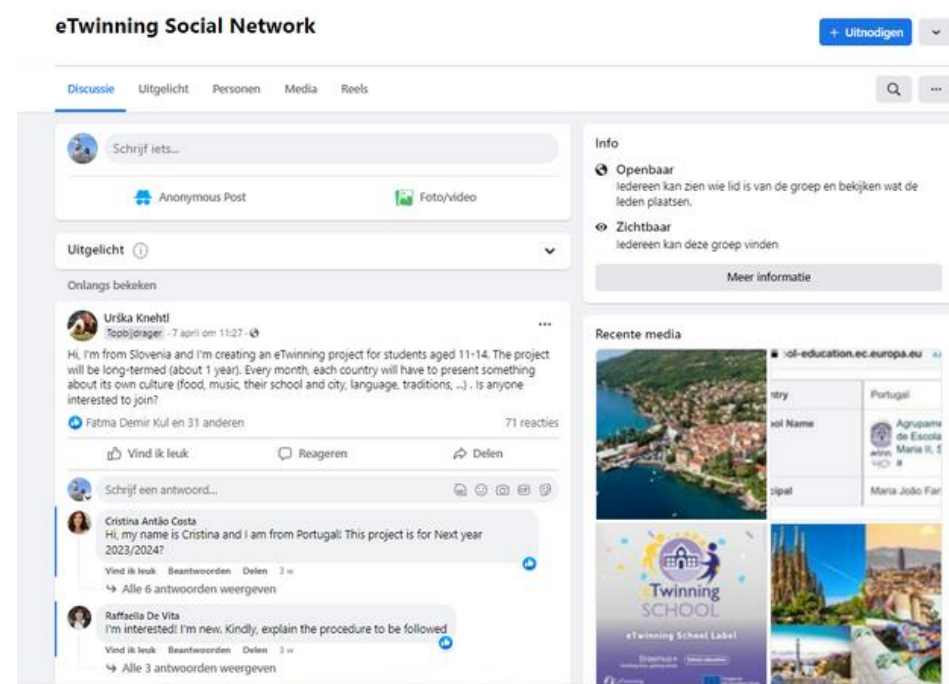 eTwinning Social Network
+ Uitnodigen
Discussie Uitgelicht Personen Media Reels
Schrijf iets...
Anonymous Post Foto/video
Uitgelicht
Onlangs bekeken
Urška Knehtl
Topbijdrager · 7 april om 11:27 ·
Hi, I'm from Slovenia and I'm creating an eTwinning project for students aged 11-14. The project
will be long-termed (about 1 year). Every month, each country will have to present something
about its own culture (food, music, their school and city, language, traditions, ...) . Is anyone
interested to join?
Fatma Demir Kul en 31 anderen 71 reacties
Vind ik leuk Reageren Delen
Schrijf een antwoord...
Cristina Antão Costa
Hi, my name is Cristina and I am from Portugal! This project is for Next year
2023/2024?
Vind ik leuk Beantwoorden Delen 3 w
Alle 6 antwoorden weergeven
Raffaella De Vita
I'm interested! I'm new. Kindly, explain the procedure to be followed
Vind ik leuk Beantwoorden Delen 3 w
Alle 3 antwoorden weergeven
Info
Openbaar
Iedereen kan zien wie lid is van de groep en bekijken wat de
leden plaatsen.
Zichtbaar
Iedereen kan deze groep vinden
Meer informatie
Recente media
ol-education.ec.europa.eu
ntry Portugal
ool Name Agrupame
de Escola
Maria II, S
a
cipal Maria João Far
eTwinning
SCHOOL
eTwinning School Label
Erasmus+